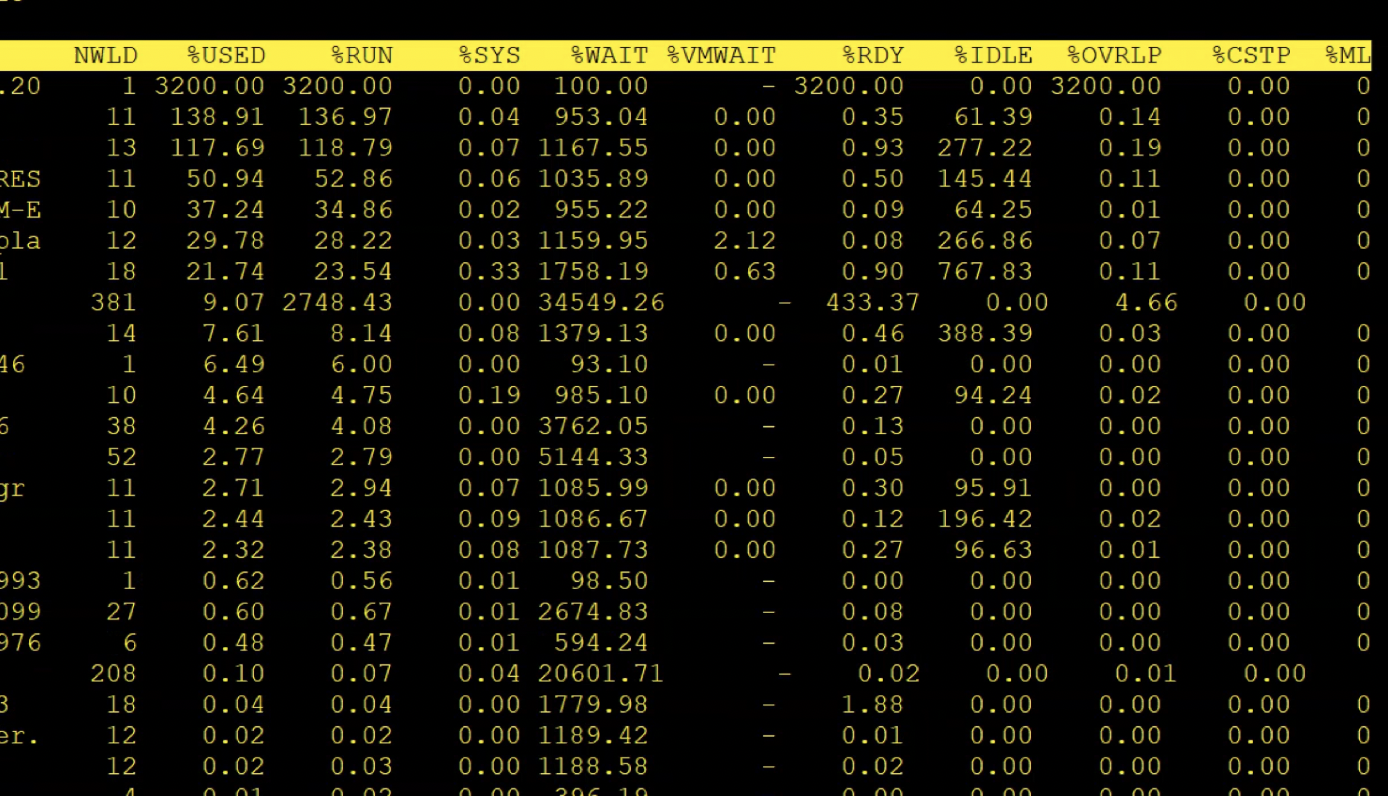 NWLD %USED %RUN %SYS %WAIT %VMWAIT %RDY %IDLE %OVRLP %CSTP %ML
.20 1 3200.00 3200.00 0.00 100.00 - 3200.00 0.00 3200.00 0.00 0
11 138.91 136.97 0.04 953.04 0.00 0.35 61.39 0.14 0.00 0
13 117.69 118.79 0.07 1167.55 0.00 0.93 277.22 0.19 0.00 0
RES 11 50.94 52.86 0.06 1035.89 0.00 0.50 145.44 0.11 0.00 0
M-E 10 37.24 34.86 0.02 955.22 0.00 0.09 64.25 0.01 0.00 0
pla 12 29.78 28.22 0.03 1159.95 2.12 0.08 266.86 0.07 0.00 0
l 18 21.74 23.54 0.33 1758.19 0.63 0.90 767.83 0.11 0.00 0
381 9.07 2748.43 0.00 34549.26 - 433.37 0.00 4.66 0.00
14 7.61 8.14 0.08 1379.13 0.00 0.46 388.39 0.03 0.00 0
46 1 6.49 6.00 0.00 93.10 - 0.01 0.00 0.00 0.00 0
10 4.64 4.75 0.19 985.10 0.00 0.27 94.24 0.02 0.00 0
6 38 4.26 4.08 0.00 3762.05 - 0.13 0.00 0.00 0.00 0
52 2.77 2.79 0.00 5144.33 - 0.05 0.00 0.00 0.00 0
gr 11 2.71 2.94 0.07 1085.99 0.00 0.30 95.91 0.00 0.00 0
11 2.44 2.43 0.09 1086.67 0.00 0.12 196.42 0.02 0.00 0
11 2.32 2.38 0.08 1087.73 0.00 0.27 96.63 0.01 0.00 0
993 1 0.62 0.56 0.01 98.50 - 0.00 0.00 0.00 0.00 0
099 27 0.60 0.67 0.01 2674.83 - 0.08 0.00 0.00 0.00 0
976 6 0.48 0.47 0.01 594.24 - 0.03 0.00 0.00 0.00 0
208 0.10 0.07 0.04 20601.71 - 0.02 0.00 0.01 0.00
3 18 0.04 0.04 0.00 1779.98 - 1.88 0.00 0.00 0.00 0
er. 12 0.02 0.02 0.00 1189.42 - 0.01 0.00 0.00 0.00 0
12 0.02 0.03 0.00 1188.58 - 0.02 0.00 0.00 0.00 0
4 0.01 0.02 0.00 396.19 - 0.00 0.00 0.00 0.00 0